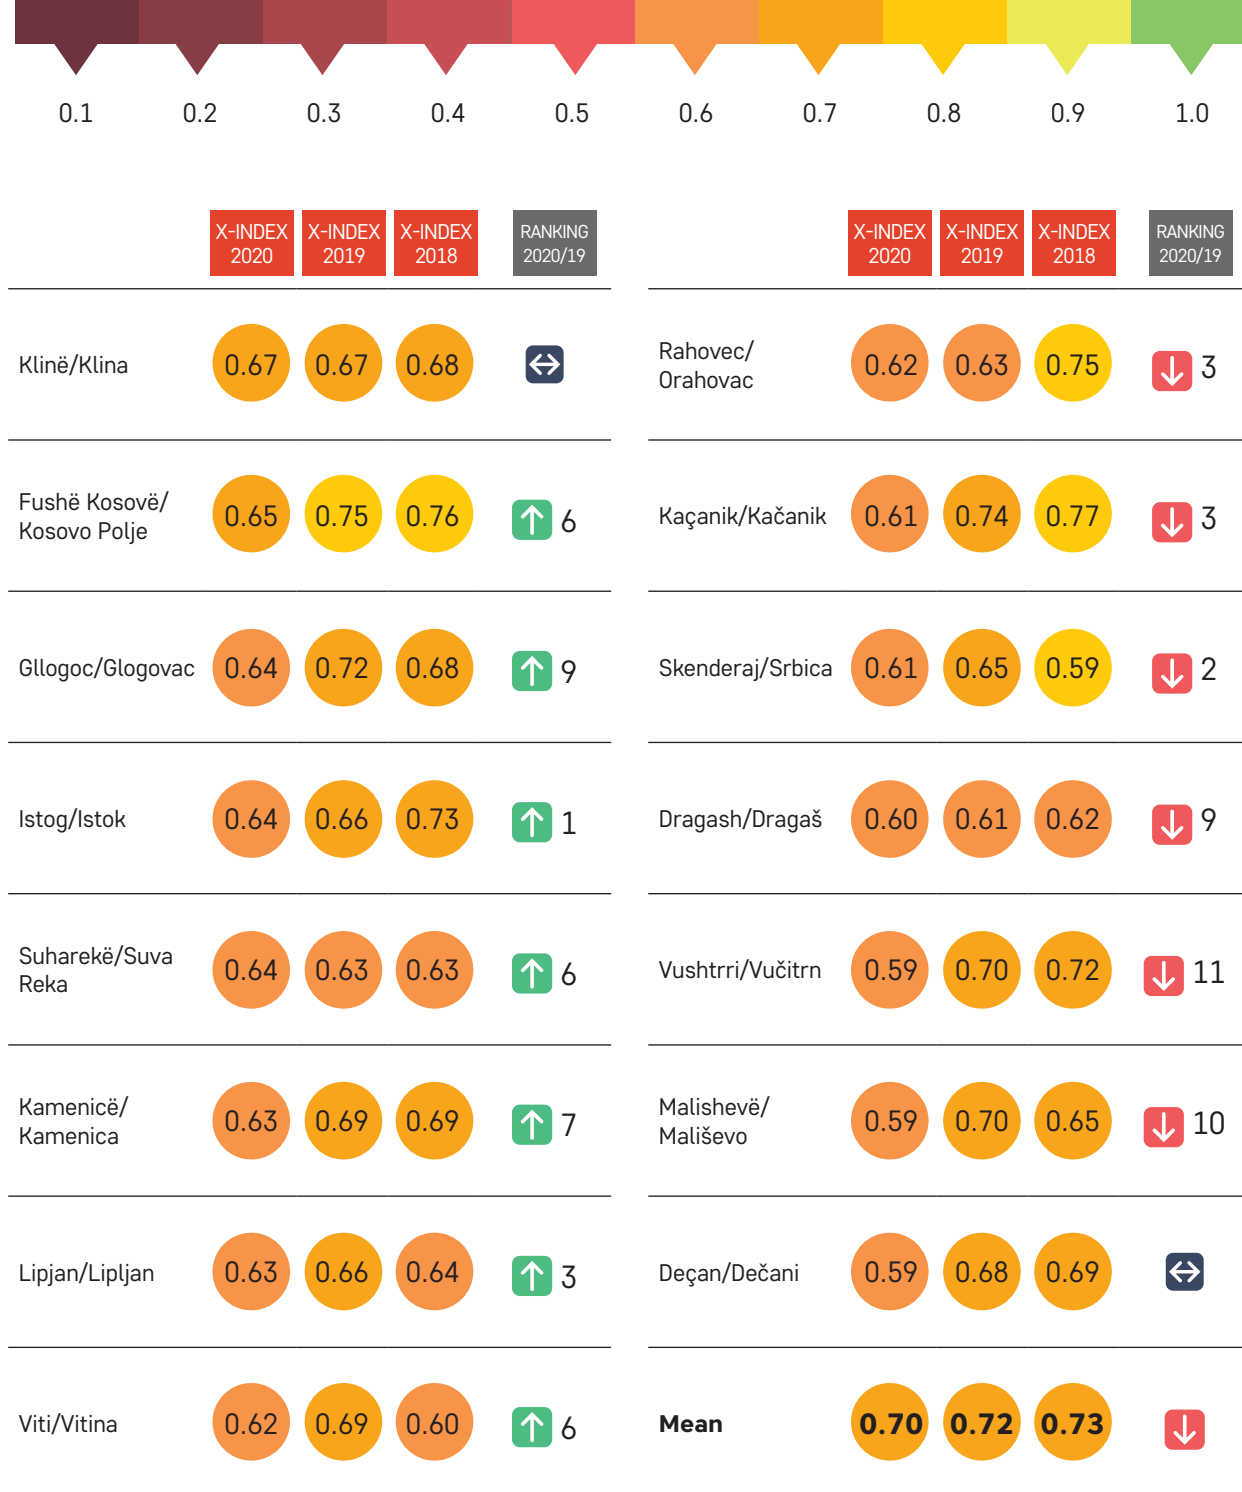 0.1 0.2 0.3 0.4 0.5 0.6 0.7 0.8 0.9 1.0
X-INDEX 2020
X-INDEX 2019
X-INDEX 2018
RANKING 2020/19
Klinë/Klina 0.67 0.67 0.68
Fushë Kosovë/
Kosovo Polje 0.65 0.75 0.76 6
Gllogoc/Glogovac 0.64 0.72 0.68 9
Istog/Istok 0.64 0.66 0.73 1
Suharekë/Suva
Reka 0.64 0.63 0.63 6
Kamenicë/
Kamenica 0.63 0.69 0.69 7
Lipjan/Lipljan 0.63 0.66 0.64 3
Viti/Vitina 0.62 0.69 0.60 6
X-INDEX 2020
X-INDEX 2019
X-INDEX 2018
RANKING 2020/19
Rahovec/
Orahovac 0.62 0.63 0.75 3
Kaçanik/Kačanik 0.61 0.74 0.77 3
Skenderaj/Srbica 0.61 0.65 0.59 2
Dragash/Dragaš 0.60 0.61 0.62 9
Vushtrri/Vučitrn 0.59 0.70 0.72 11
Malishevë/
Mališevo 0.59 0.70 0.65 10
Deçan/Dečani 0.59 0.68 0.69
Mean 0.70 0.72 0.73